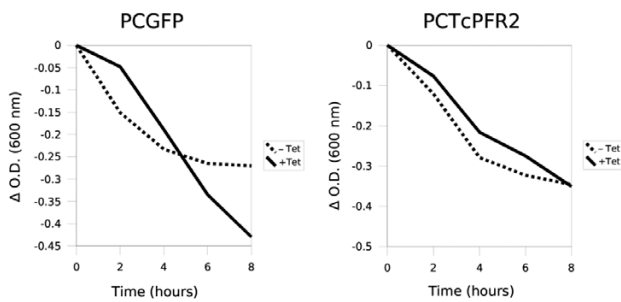 PCGFP
0
-0.05
-0.1
-0.15
-0.2
-0.25
-0.3
-0.35
-0.4
-0.45
Δ O.D. (600 nm)
0 2 4 6 8
Time (hours)
– Tet
+Tet
PCTcPFR2
0
-0.1
-0.2
-0.3
-0.4
-0.5
Δ O.D. (600 nm)
0 2 4 6 8
Time (hours)
– Tet
+Tet